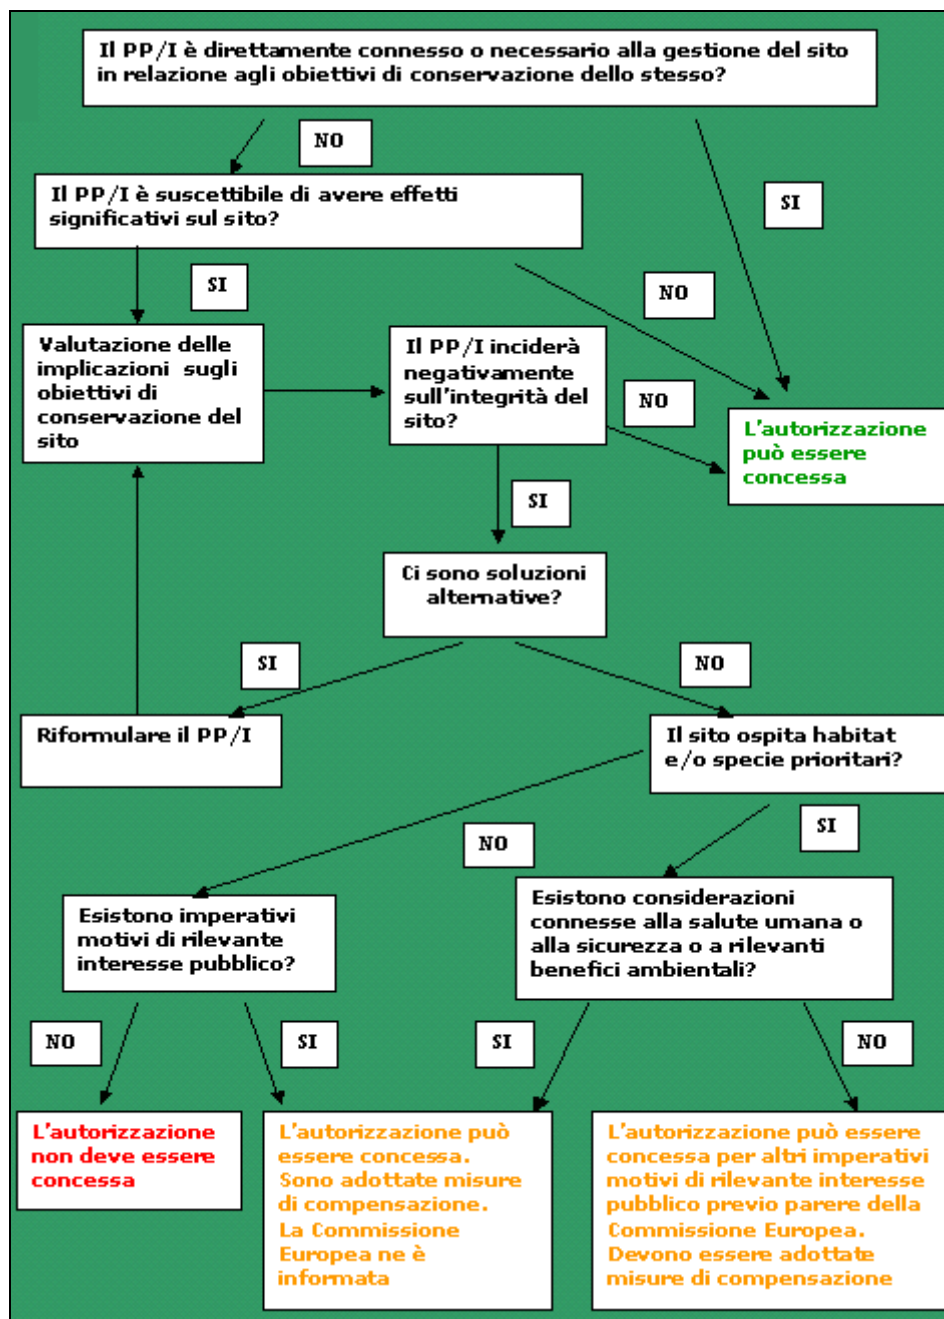 Il PP/I è direttamente connesso o necessario alla gestione del sito
in relazione agli obiettivi di conservazione dello stesso?
NO
Il PP/I è suscettibile di avere effetti
significativi sul sito?
SI
SI
NO
Valutazione delle
implicazioni sugli
obiettivi di
conservazione del
sito
Il PP/I inciderà
negativamente
sull'integrità del
sito?
NO
L'autorizzazione
può essere
concessa
SI
Ci sono soluzioni
alternative?
SI
NO
Riformulare il PP/I
Il sito ospita habitat
e/o specie prioritari?
NO
SI
Esistono imperativi
motivi di rilevante
interesse pubblico?
Esistono considerazioni
connesse alla salute umana o
alla sicurezza o a rilevanti
benefici ambientali?
NO
SI
SI
NO
L'autorizzazione
non deve essere
concessa
L'autorizzazione può
essere concessa.
Sono adottate misure
di compensazione.
La Commissione
Europea ne è
informata
L'autorizzazione può essere
concessa per altri imperativi
motivi di rilevante interesse
pubblico previo parere della
Commissione Europea.
Devono essere adottate
misure di compensazione